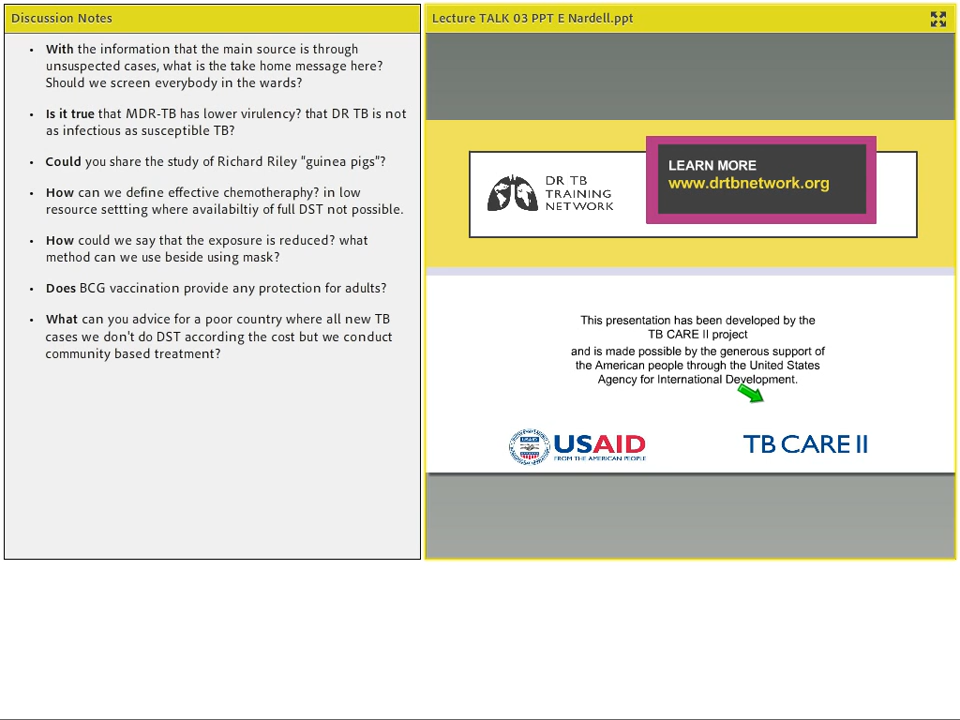 Discussion Notes
• With the information that the main source is through
unsuspected cases, what is the take home message here?
Should we screen everybody in the wards?
• Is it true that MDR-TB has lower virulency? that DR TB is not
as infectious as susceptible TB?
• Could you share the study of Richard Riley "guinea pigs"?
• How can we define effective chemotheraphy? in low
resource settting where availabiltiy of full DST not possible.
• How could we say that the exposure is reduced? what
method can we use beside using mask?
• Does BCG vaccination provide any protection for adults?
• What can you advice for a poor country where all new TB
cases we don't do DST according the cost but we conduct
community based treatment?
Lecture TALK 03 PPT E Nardell.ppt
DR TB
TRAINING
NETWORK
LEARN MORE
www.drtbnetwork.org
This presentation has been developed by the
TB CARE II project
and is made possible by the generous support of
the American people through the United States
Agency for International Development.
USAID
FROM THE AMERICAN PEOPLE
TB CARE II